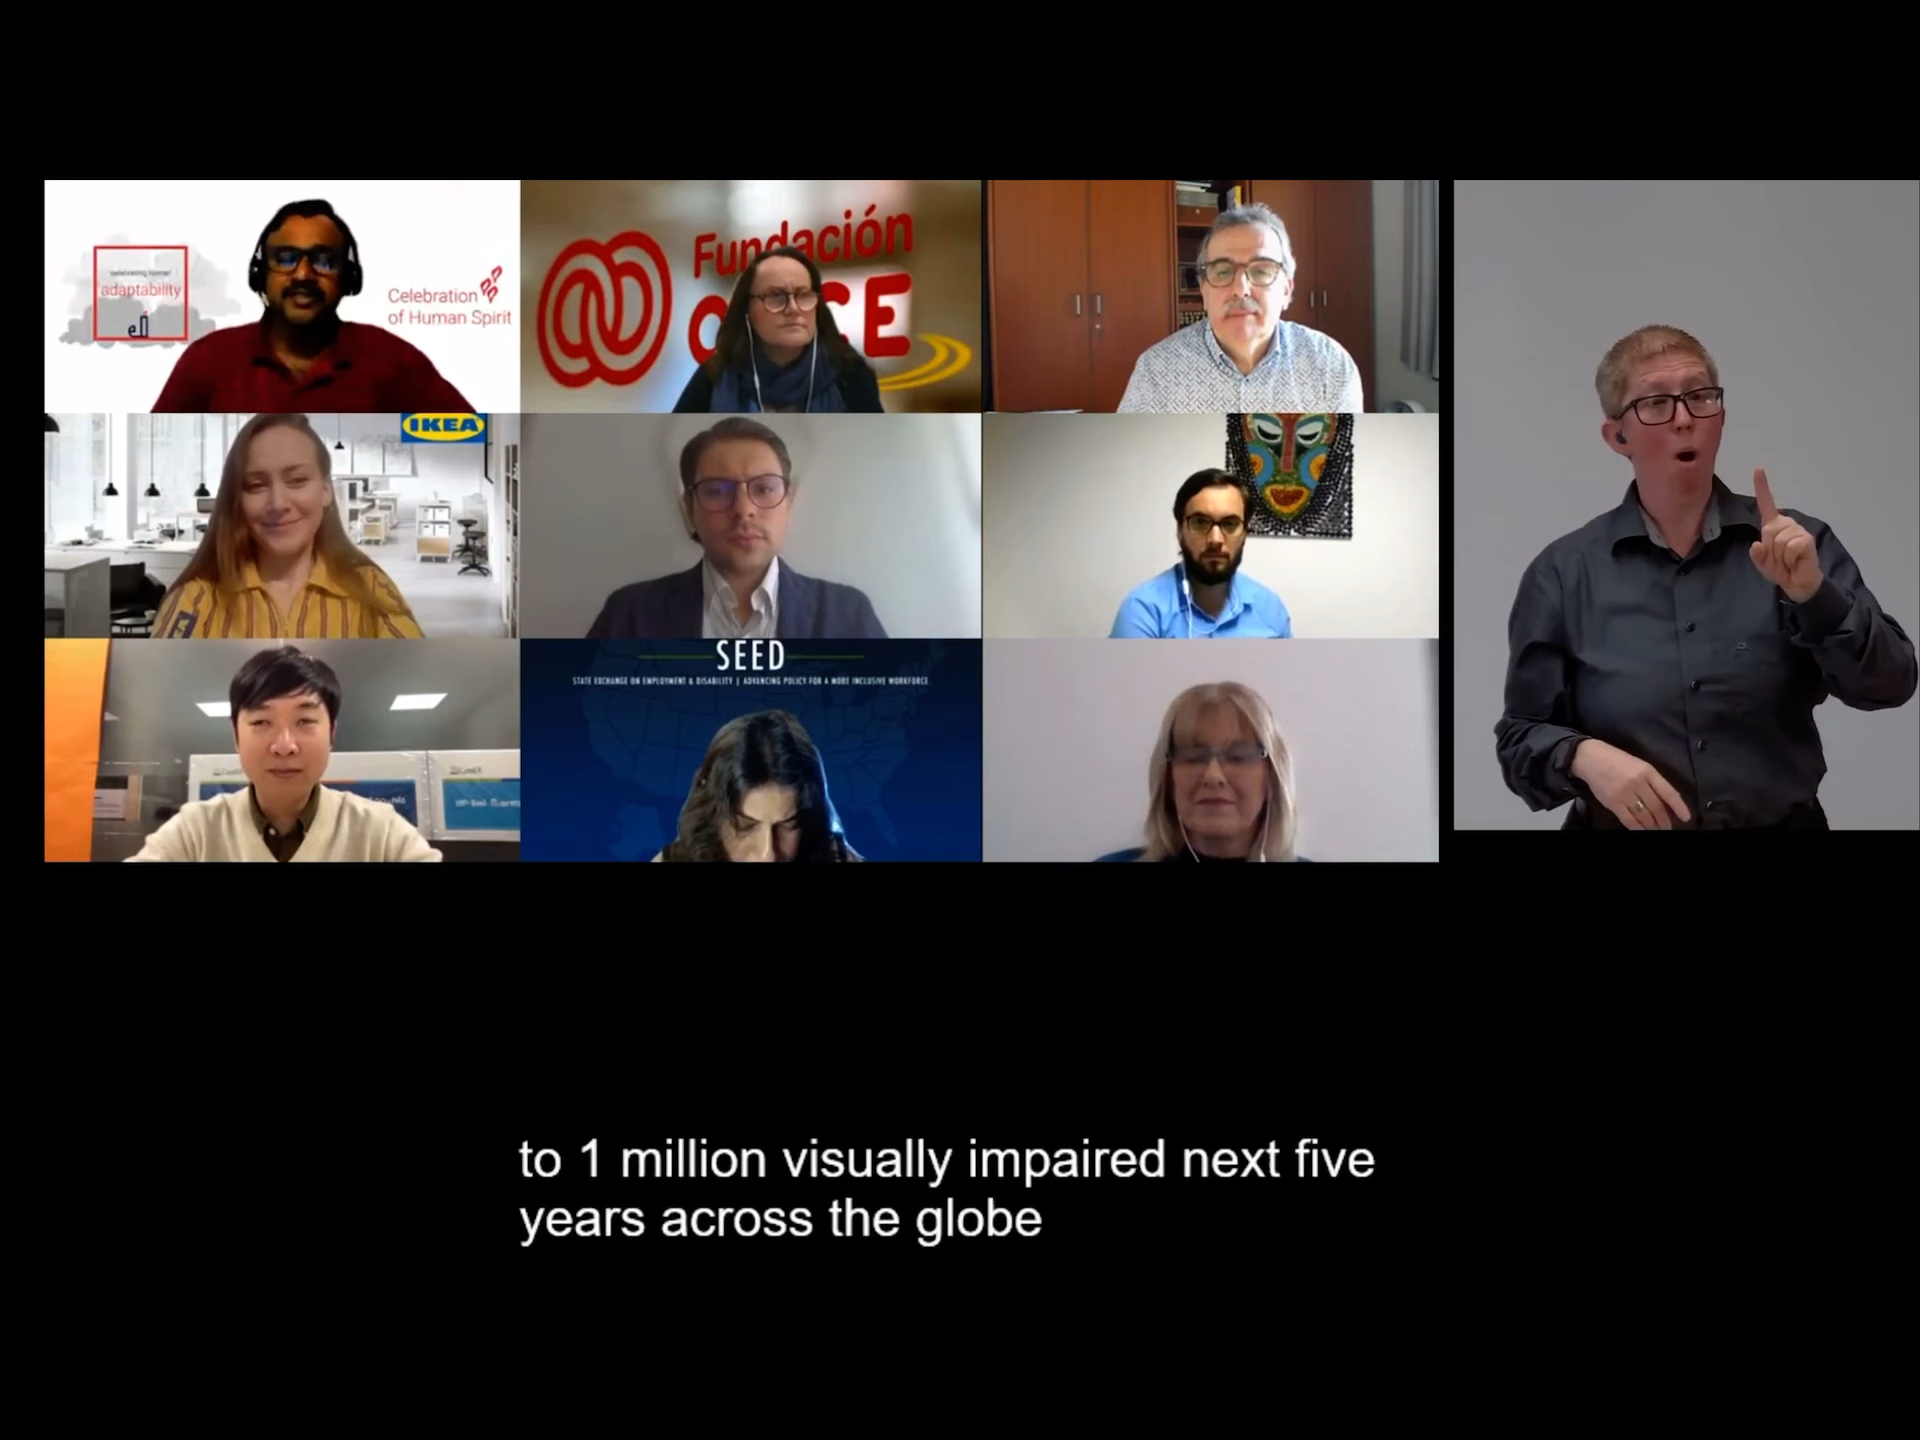 celebrating human
adaptability
Celebration
of Human Spirit
Fundación
IKEA
SEED
STATE EXCHANGE ON EMPLOYMENT & DISABILITY | ADVANCING POLICY FOR A MORE INCLUSIVE WORKFORCE
to 1 million visually impaired next five
years across the globe